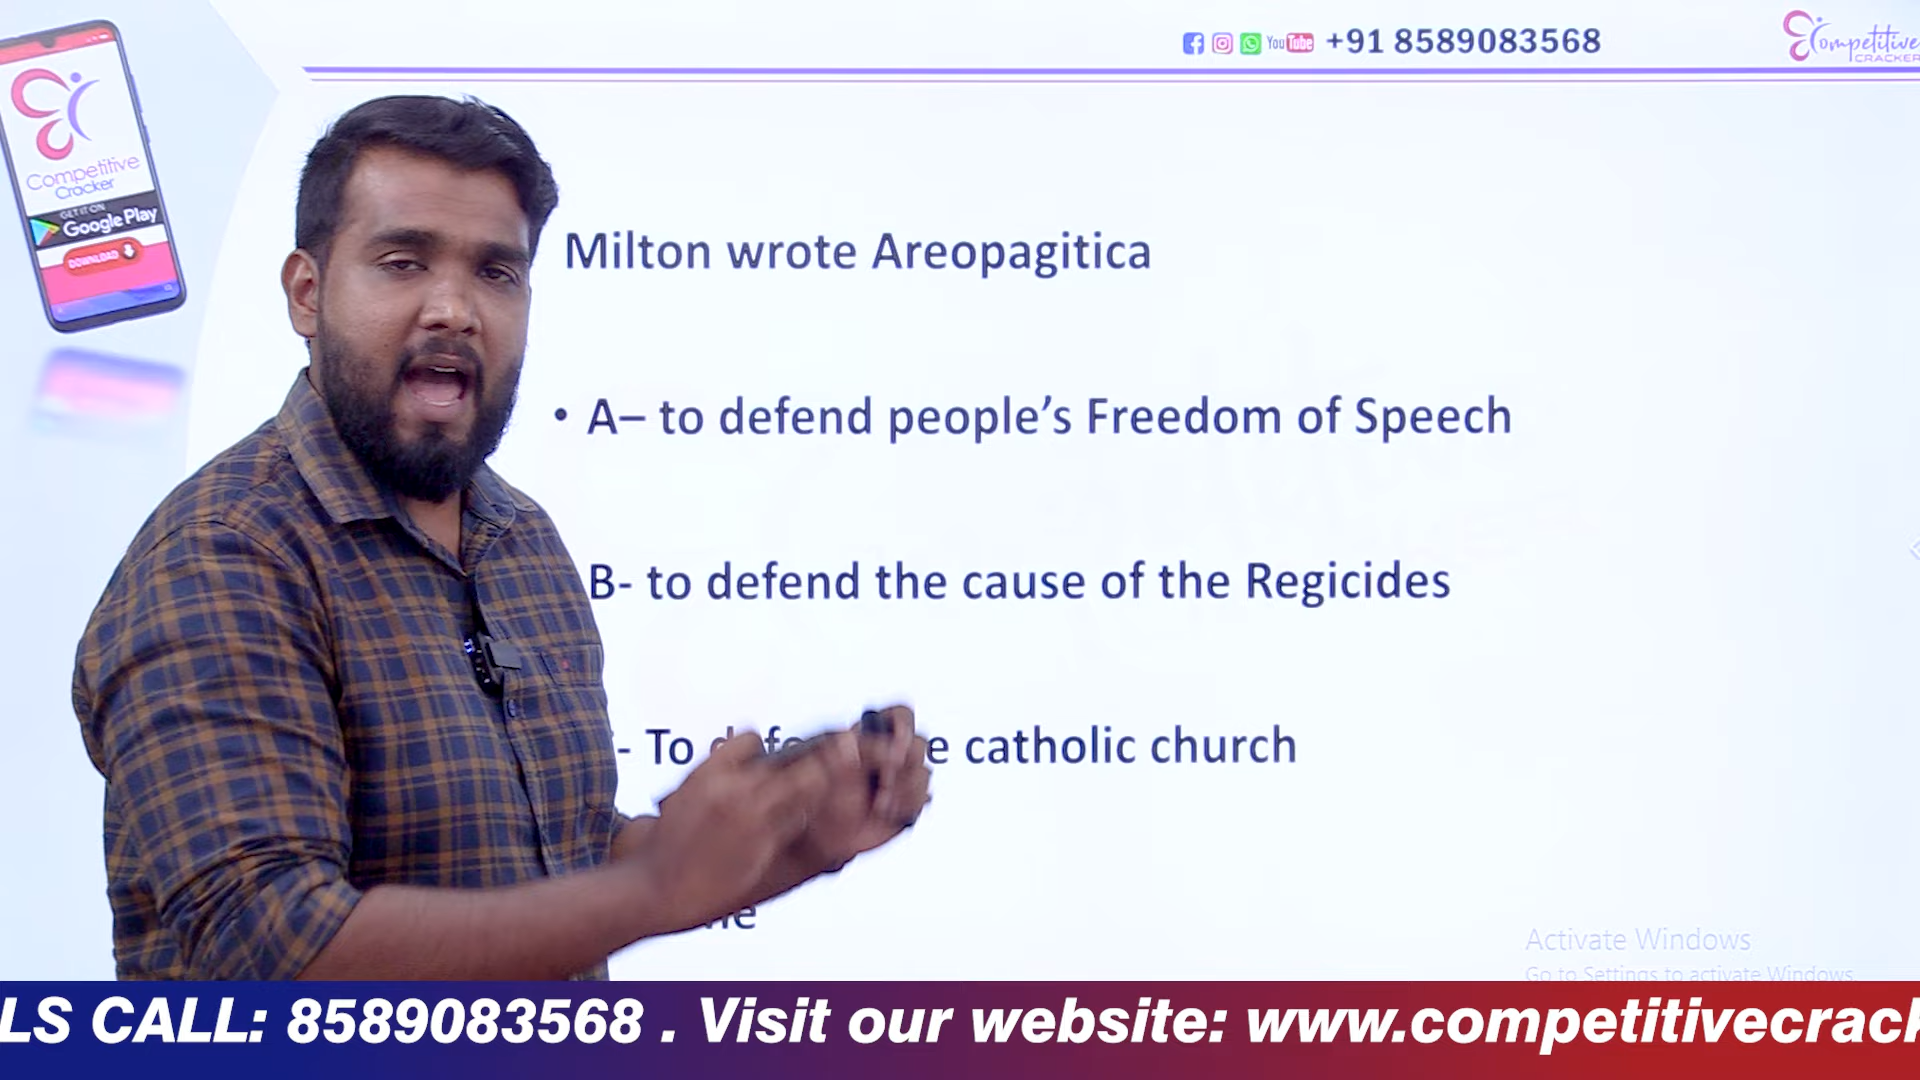 +91 8589083568
Competitive
CRACKER
Competitive
Cracker
GET IT ON
Google Play
DOWNLOAD
You Tube
Milton wrote Areopagitica
• A– to defend people’s Freedom of Speech
B- to defend the cause of the Regicides
- To catholic church
Activate Windows
Go to Settings to activate Windows
LS CALL: 8589083568 . Visit our website: www.competitivecrack